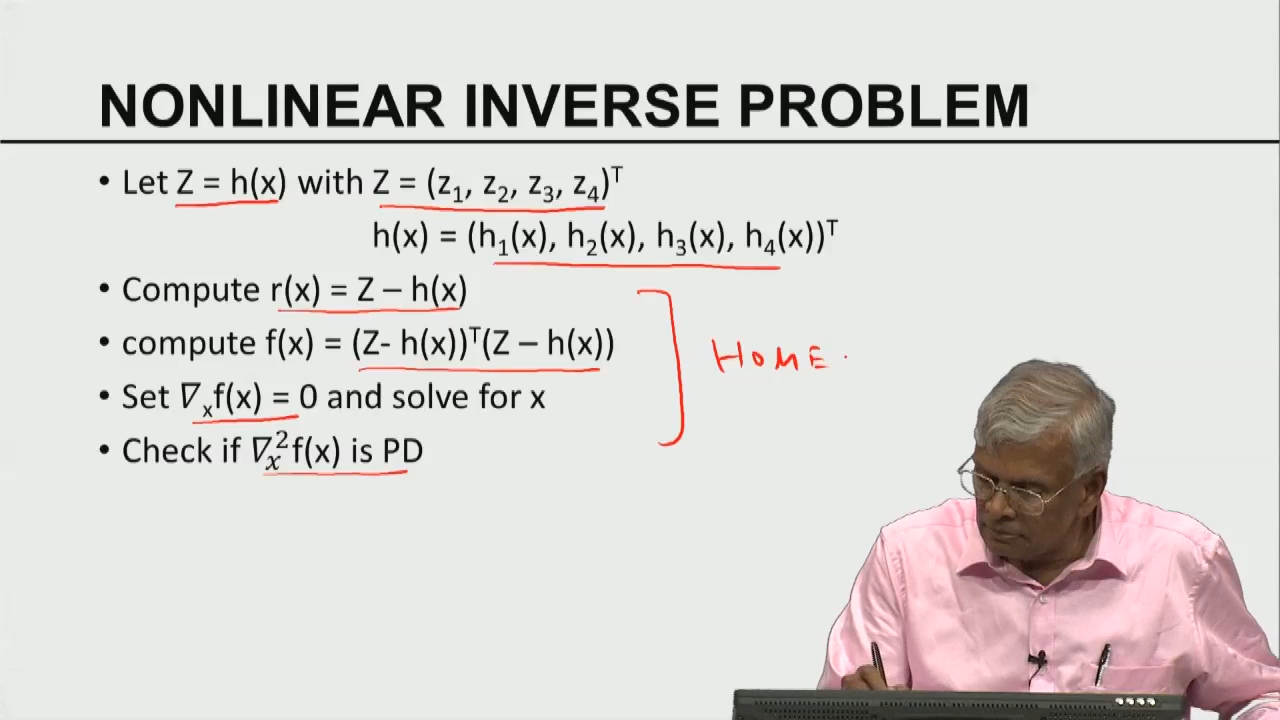 NONLINEAR INVERSE PROBLEM
• Let Z = h(x) with Z = (z₁, z₂, z₃, z₄)ᵀ
h(x) = (h₁(x), h₂(x), h₃(x), h₄(x))ᵀ
• Compute r(x) = Z – h(x)
• compute f(x) = (Z- h(x))ᵀ(Z – h(x))
• Set ∇ₓf(x) = 0 and solve for x
• Check if ∇ₓ²f(x) is PD
HOME.